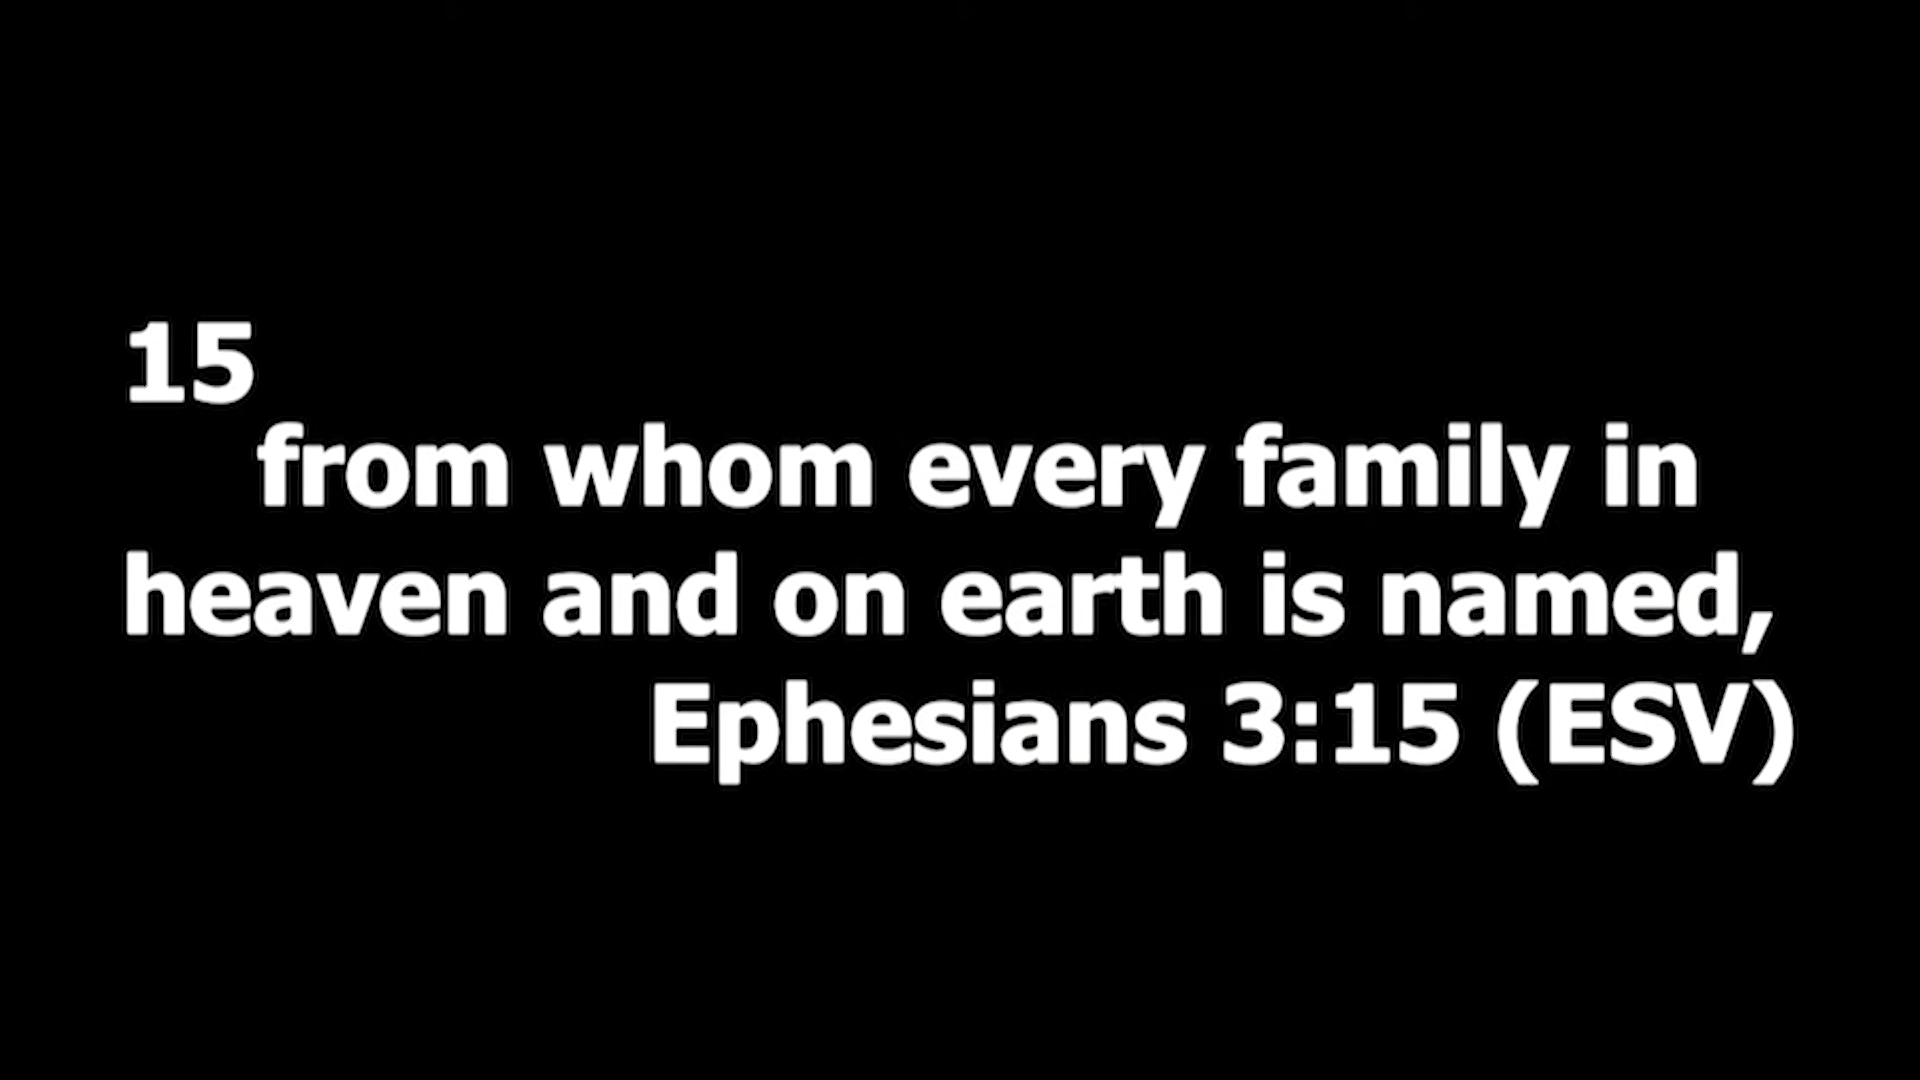 15
from whom every family in
heaven and on earth is named,
Ephesians 3:15 (ESV)